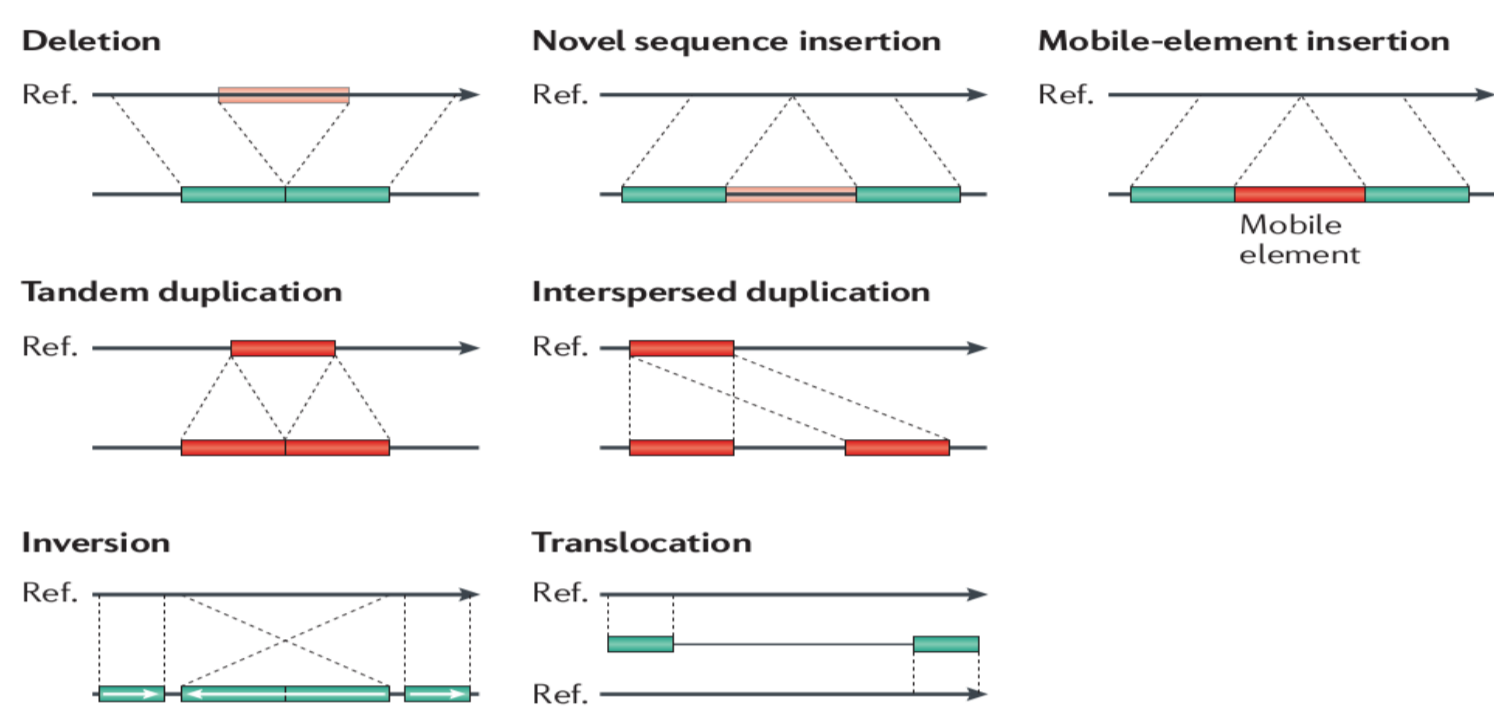 Deletion
Novel sequence insertion
Mobile-element insertion
Ref.
Ref.
Ref.
Mobile
element
Tandem duplication
Interspersed duplication
Ref.
Ref.
Inversion
Translocation
Ref.
Ref.
Ref.